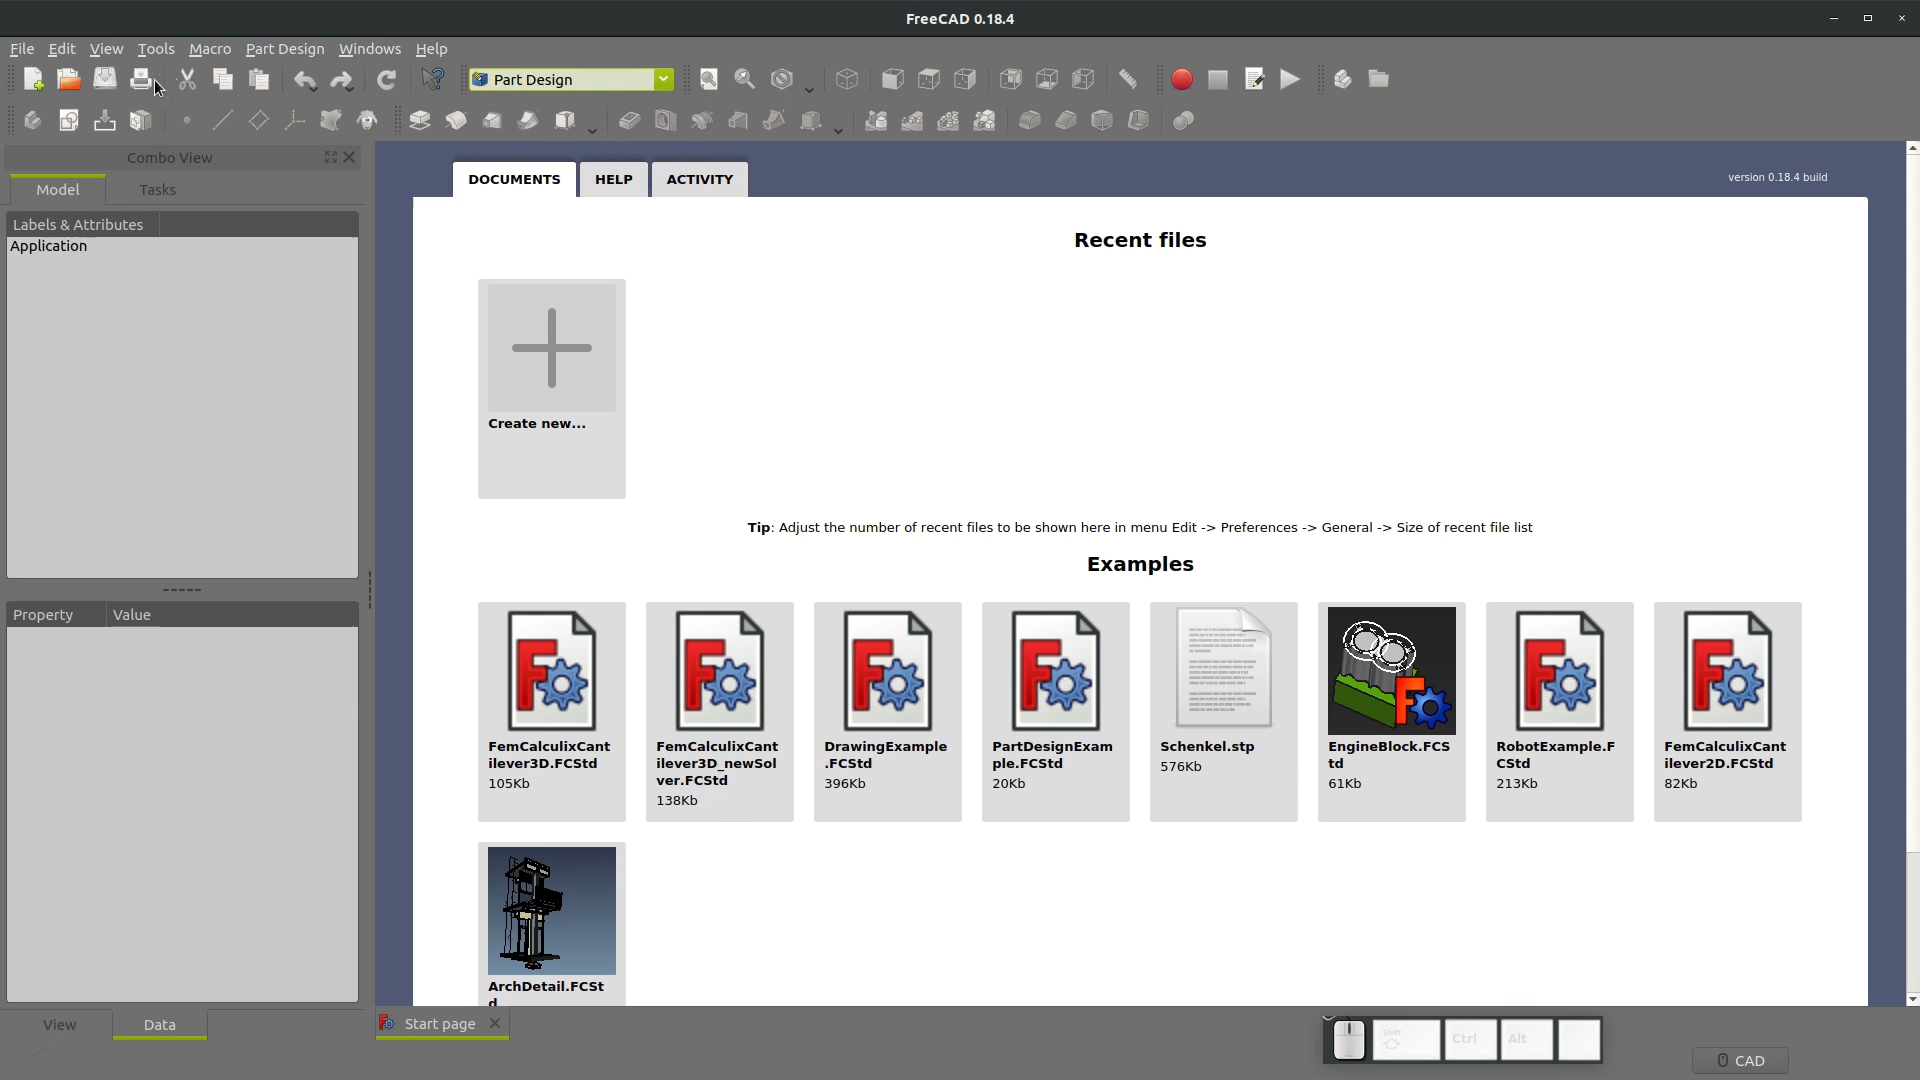 FreeCAD 0.18.4
File Edit View Tools Macro Part Design Windows Help
Part Design
Combo View
Model Tasks
Labels & Attributes
Application
Property Value
View Data
DOCUMENTS HELP ACTIVITY
version 0.18.4 build
Recent files
Create new...
Tip: Adjust the number of recent files to be shown here in menu Edit -> Preferences -> General -> Size of recent file list
Examples
FemCalculixCant
ilever3D.FCStd
105Kb
FemCalculixCant
ilever3D_newSol
ver.FCStd
138Kb
DrawingExample
.FCStd
396Kb
PartDesignExam
ple.FCStd
20Kb
Schenkel.stp
576Kb
EngineBlock.FCS
td
61Kb
RobotExample.F
CStd
213Kb
FemCalculixCant
ilever2D.FCStd
82Kb
ArchDetail.FCSt
d
Start page
Shift Ctrl Alt
CAD